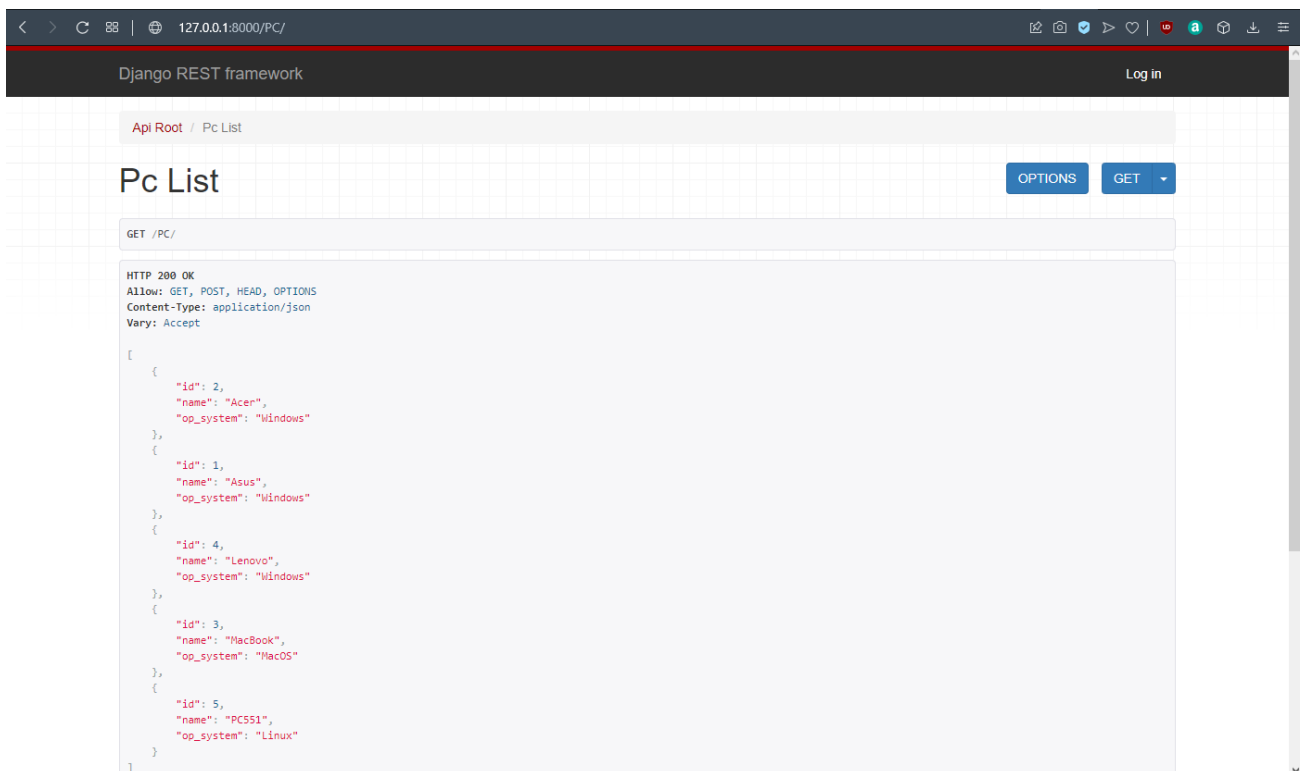 127.0.0.1:8000/PC/
Django REST framework
Log in
Api Root / Pc List
Pc List
OPTIONS
GET
GET /PC/
HTTP 200 OK
Allow: GET, POST, HEAD, OPTIONS
Content-Type: application/json
Vary: Accept
[
{
"id": 2,
"name": "Acer",
"op_system": "Windows"
},
{
"id": 1,
"name": "Asus",
"op_system": "Windows"
},
{
"id": 4,
"name": "Lenovo",
"op_system": "Windows"
},
{
"id": 3,
"name": "MacBook",
"op_system": "MacOS"
},
{
"id": 5,
"name": "PC551",
"op_system": "Linux"
}
]